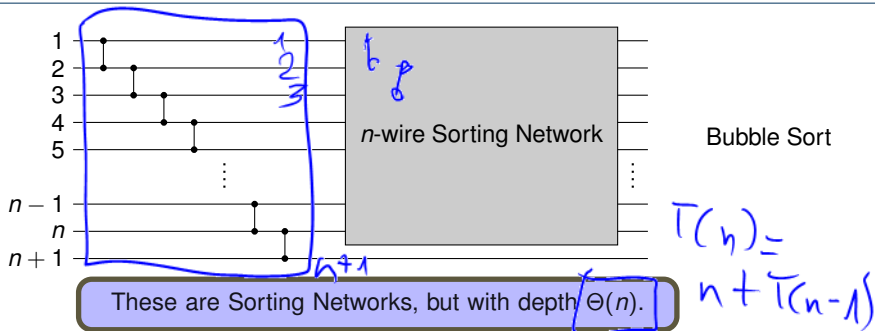 1
2
3
4
5
n − 1
n
n + 1
1
2
3
n+1
n-wire Sorting Network
Bubble Sort
T(n) =
n + T(n-1)
These are Sorting Networks, but with depth Θ(n).